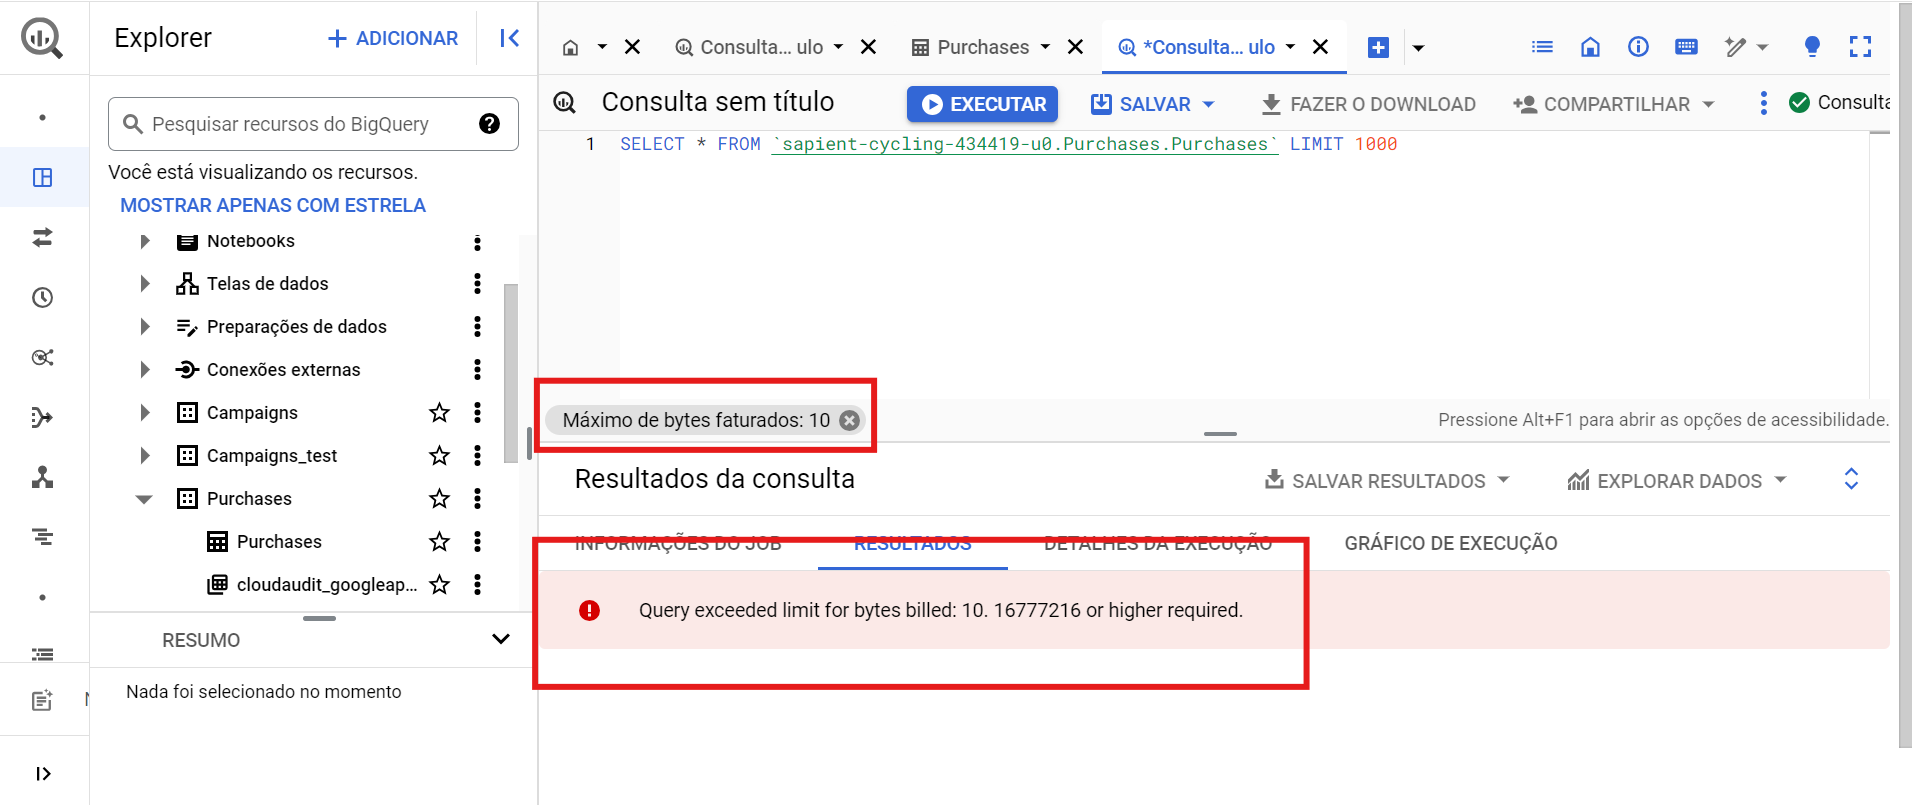 Explorer
ADICIONAR
Pesquisar recursos do BigQuery
Você está visualizando os recursos.
MOSTRAR APENAS COM ESTRELA
Notebooks
Telas de dados
Preparações de dados
Conexões externas
Campaigns
Campaigns_test
Purchases
Purchases
cloudaudit_googleap...
RESUMO
Nada foi selecionado no momento
Consulta... ulo
Purchases
*Consulta... ulo
Consulta sem título
EXECUTAR
SALVAR
FAZER O DOWNLOAD
COMPARTILHAR
Consulta
1 SELECT * FROM `sapient-cycling-434419-u0.Purchases.Purchases` LIMIT 1000
Máximo de bytes faturados: 10
Pressione Alt+F1 para abrir as opções de acessibilidade.
Resultados da consulta
SALVAR RESULTADOS
EXPLORAR DADOS
INFORMAÇÕES DO JOB
RESULTADOS
DETALHES DA EXECUÇÃO
GRÁFICO DE EXECUÇÃO
Query exceeded limit for bytes billed: 10. 16777216 or higher required.